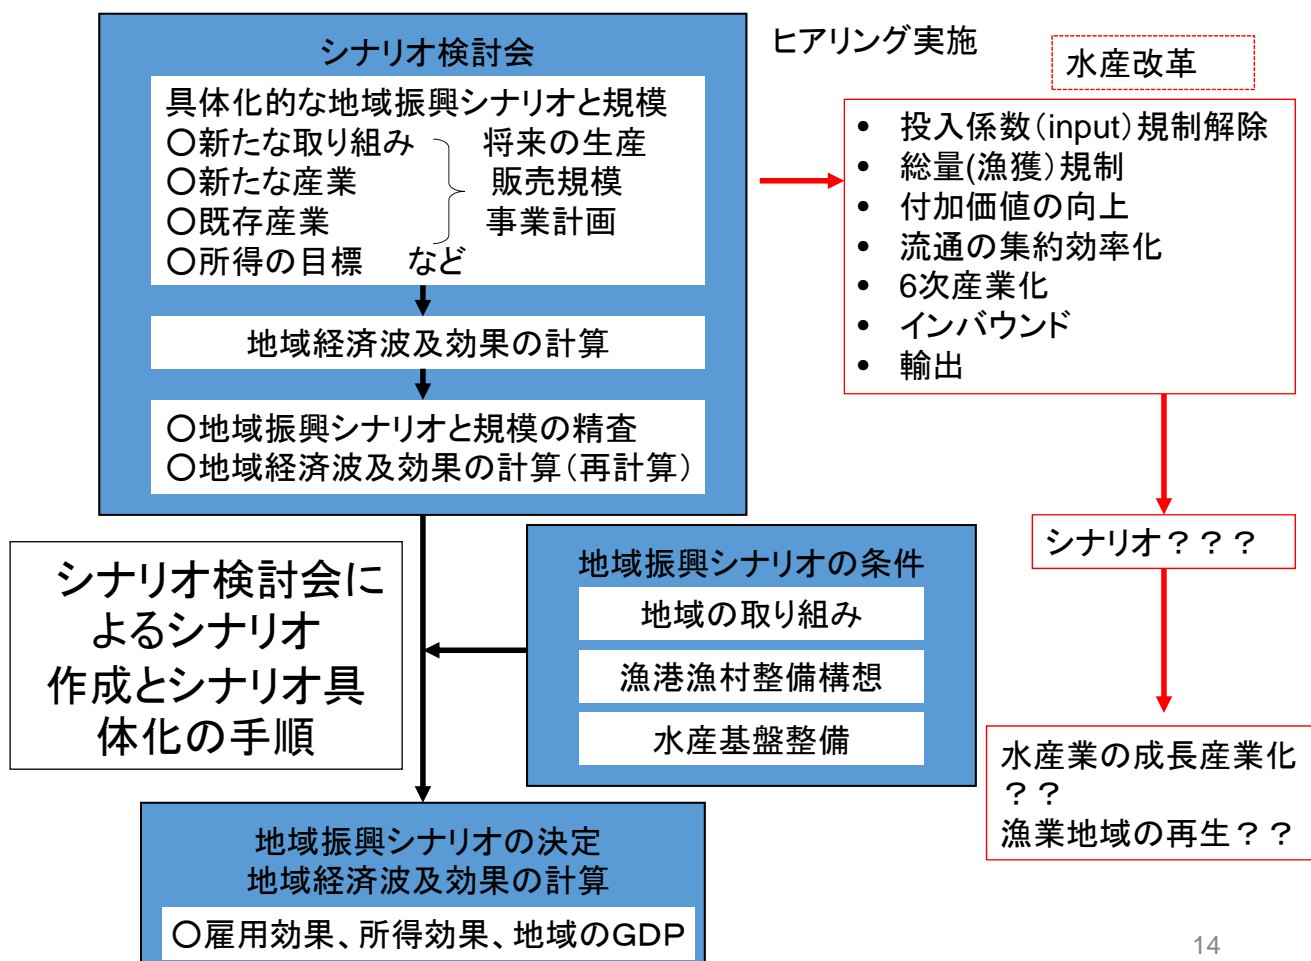 シナリオ検討会
具体化的な地域振興シナリオと規模
○新たな取り組み 将来の生産
○新たな産業 販売規模
○既存産業 事業計画
○所得の目標 など
地域経済波及効果の計算
○地域振興シナリオと規模の精査
○地域経済波及効果の計算(再計算)
ヒアリング実施
水産改革
• 投入係数(input)規制解除
• 総量(漁獲)規制
• 付加価値の向上
• 流通の集約効率化
• 6次産業化
• インバウンド
• 輸出
シナリオ？？？
水産業の成長産業化
？？
漁業地域の再生？？
シナリオ検討会に
よるシナリオ
作成とシナリオ具
体化の手順
地域振興シナリオの条件
地域の取り組み
漁港漁村整備構想
水産基盤整備
地域振興シナリオの決定
地域経済波及効果の計算
○雇用効果、所得効果、地域のＧＤＰ
14